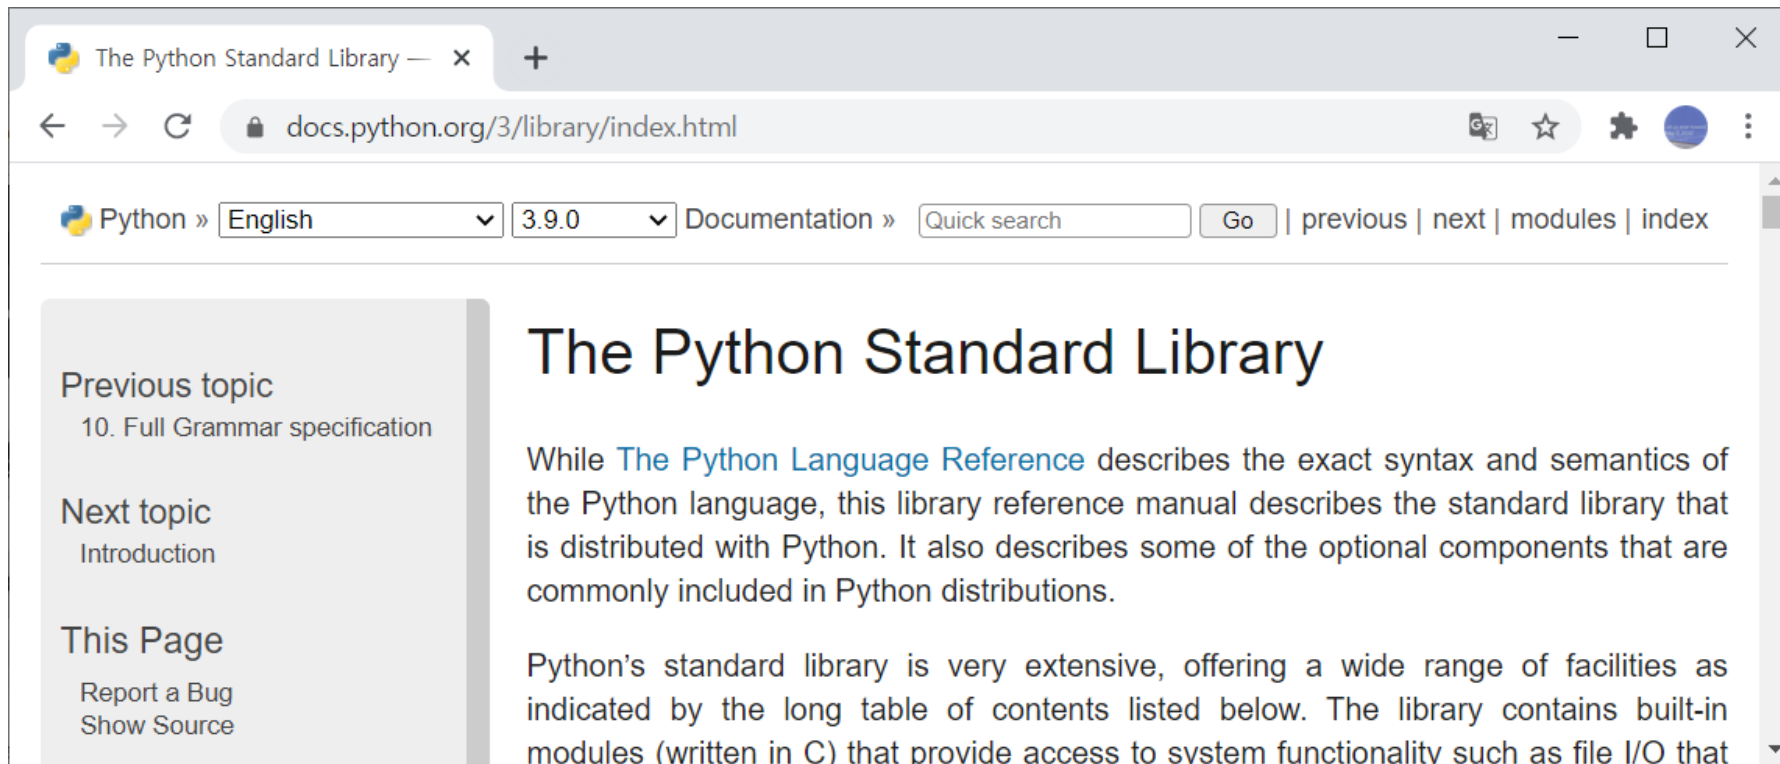 The Python Standard Library —
docs.python.org/3/library/index.html
Python » English 3.9.0 Documentation » Quick search Go | previous | next | modules | index
Previous topic
10. Full Grammar specification
Next topic
Introduction
This Page
Report a Bug
Show Source
The Python Standard Library
While The Python Language Reference describes the exact syntax and semantics of
the Python language, this library reference manual describes the standard library that
is distributed with Python. It also describes some of the optional components that are
commonly included in Python distributions.
Python’s standard library is very extensive, offering a wide range of facilities as
indicated by the long table of contents listed below. The library contains built-in
modules (written in C) that provide access to system functionality such as file I/O that